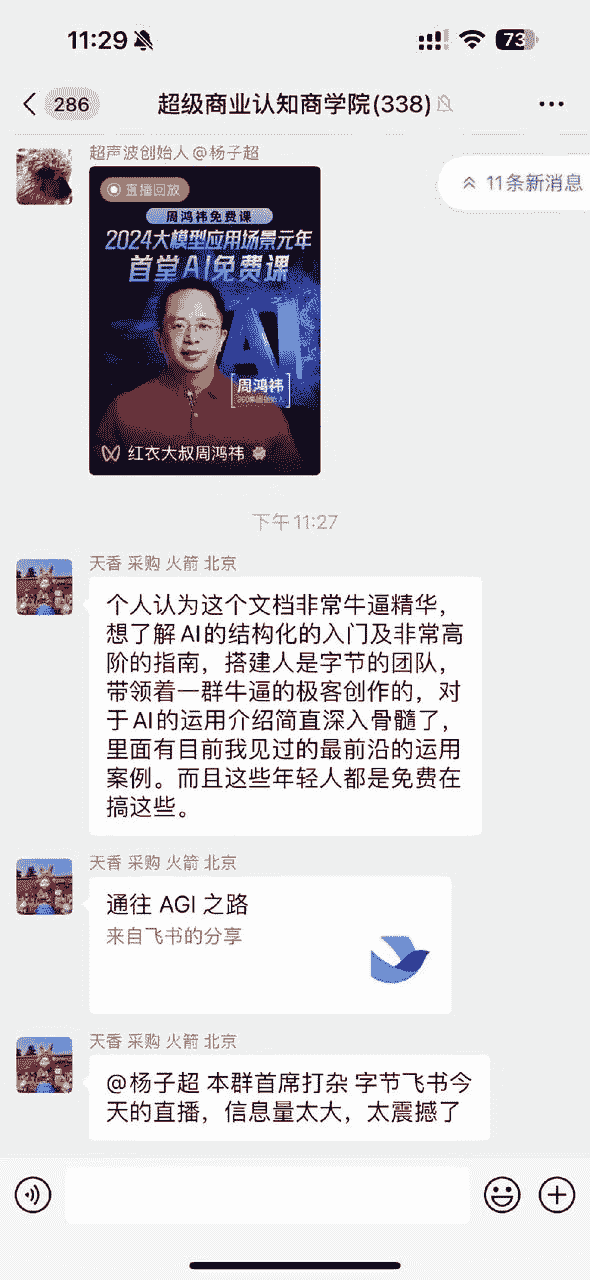 11:29
73
286
超级商业认知商学院(338)
超声波创始人@杨子超
11条新消息
直播回放
周鸿祎免费课
2024大模型应用场景元年
首堂AI免费课
AI
周鸿祎
360集团创始人
红衣大叔周鸿祎
下午 11:27
天香 采购 火箭 北京
个人认为这个文档非常牛逼精华，
想了解AI的结构化的入门及非常高
阶的指南，搭建人是字节的团队，
带领着一群牛逼的极客创作的，对
于AI的运用介绍简直深入骨髓了，
里面有目前我见过的最前沿的运用
案例。而且这些年轻人都是免费在
搞这些。
天香 采购 火箭 北京
通往 AGI 之路
来自飞书的分享
天香 采购 火箭 北京
@杨子超 本群首席打杂 字节飞书今
天的直播，信息量太大，太震撼了